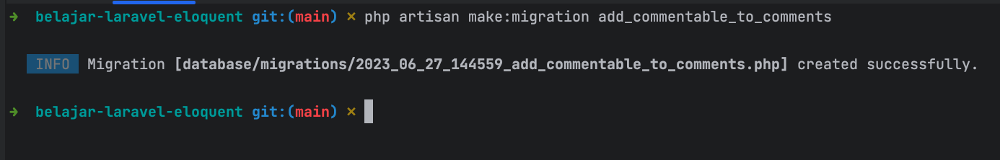 ➜ belajar-laravel-eloquent git:(main) × php artisan make:migration add_commentable_to_comments
INFO Migration [database/migrations/2023_06_27_144559_add_commentable_to_comments.php] created successfully.
➜ belajar-laravel-eloquent git:(main) ×